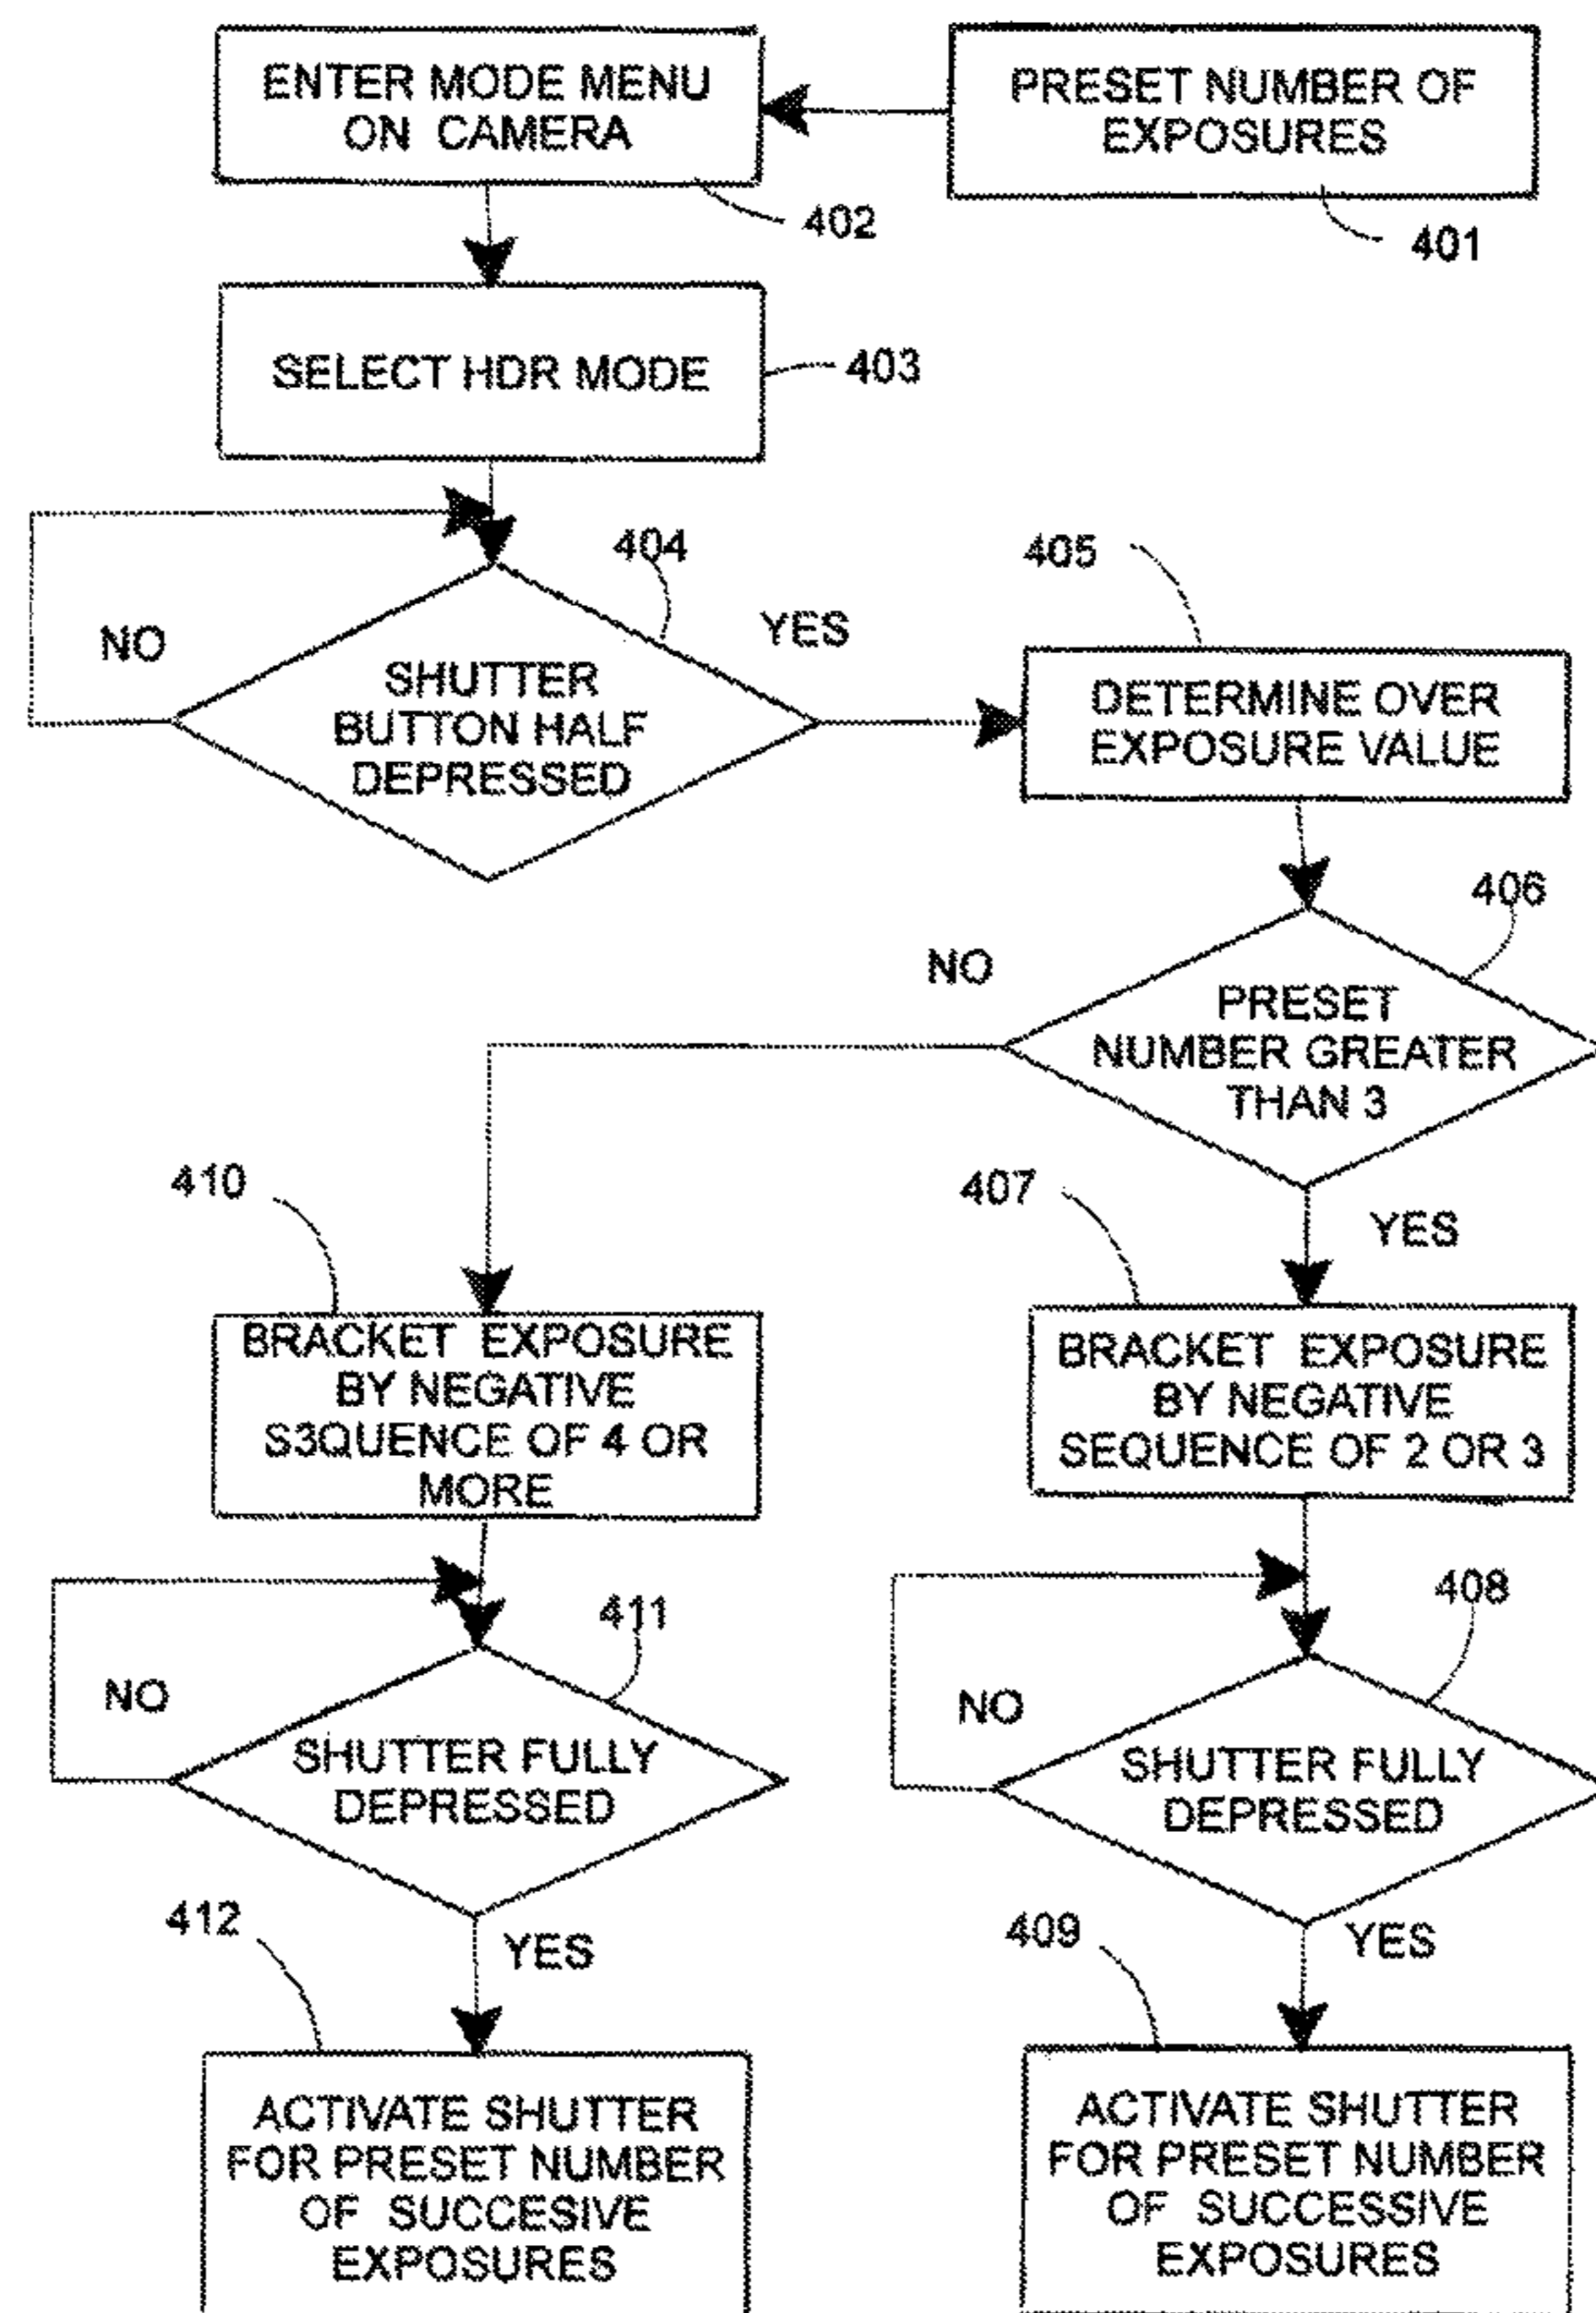 ENTER MODE MENU
ON CAMERA
402
PRESET NUMBER OF
EXPOSURES
401
SELECT HDR MODE
403
404
NO
YES
SHUTTER
BUTTON HALF
DEPRESSED
405
DETERMINE OVER
EXPOSURE VALUE
406
NO
PRESET
NUMBER GREATER
THAN 3
YES
410
BRACKET EXPOSURE
BY NEGATIVE
S3QUENCE OF 4 OR
MORE
407
BRACKET EXPOSURE
BY NEGATIVE
SEQUENCE OF 2 OR 3
411
NO
SHUTTER FULLY
DEPRESSED
YES
408
NO
SHUTTER FULLY
DEPRESSED
YES
412
ACTIVATE SHUTTER
FOR PRESET NUMBER
OF SUCCESIVE
EXPOSURES
409
ACTIVATE SHUTTER
FOR PRESET NUMBER
OF SUCCESSIVE
EXPOSURES